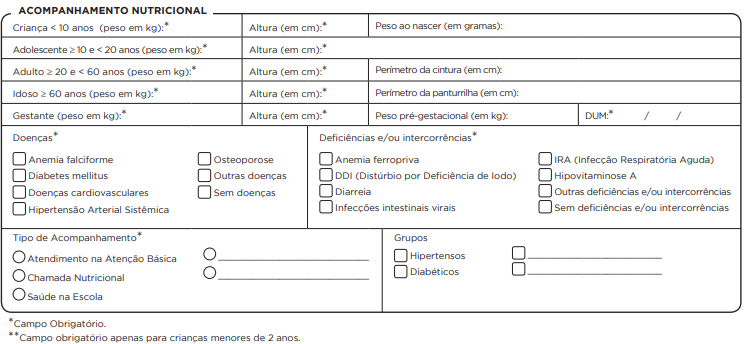 ACOMPANHAMENTO NUTRICIONAL
Criança < 10 anos (peso em kg):* Altura (em cm):* Peso ao nascer (em gramas):
Adolescente ≥ 10 e < 20 anos (peso em kg):* Altura (em cm):*
Adulto ≥ 20 e < 60 anos (peso em kg):* Altura (em cm):* Perímetro da cintura (em cm):
Idoso ≥ 60 anos (peso em kg):* Altura (em cm):* Perímetro da panturrilha (em cm):
Gestante (peso em kg):* Altura (em cm):* Peso pré-gestacional (em kg): DUM:* / /
Doenças* Deficiências e/ou intercorrências*
Anemia falciforme Osteoporose Anemia ferropriva IRA (Infecção Respiratória Aguda)
Diabetes mellitus Outras doenças DDI (Distúrbio por Deficiência de Iodo) Hipovitaminose A
Doenças cardiovasculares Sem doenças Diarreia Outras deficiências e/ou intercorrências
Hipertensão Arterial Sistêmica Infecções intestinais virais Sem deficiências e/ou intercorrências
Tipo de Acompanhamento* Grupos
Atendimento na Atenção Básica Hipertensos
Chamada Nutricional Diabéticos
Saúde na Escola
*Campo Obrigatório.
**Campo obrigatório apenas para crianças menores de 2 anos.